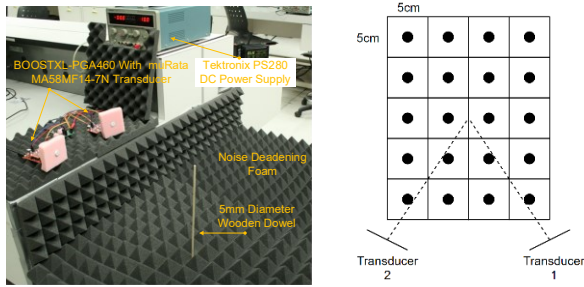 BOOSTXL-PGA460 With muRata
MA58MF14-7N Transducer
Tektronix PS280
DC Power Supply
Noise Deadening
Foam
5mm Diameter
Wooden Dowel
5cm
5cm
Transducer
2
Transducer
1